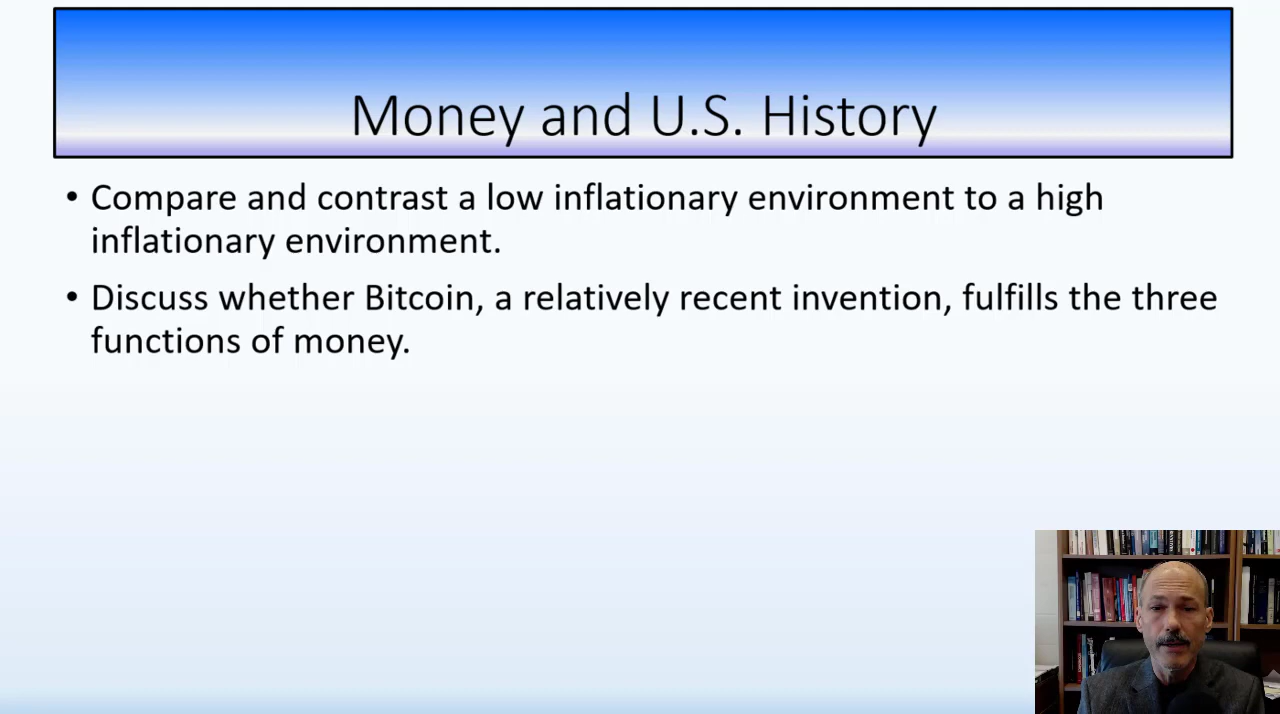 Money and U.S. History
• Compare and contrast a low inflationary environment to a high
inflationary environment.
• Discuss whether Bitcoin, a relatively recent invention, fulfills the three
functions of money.